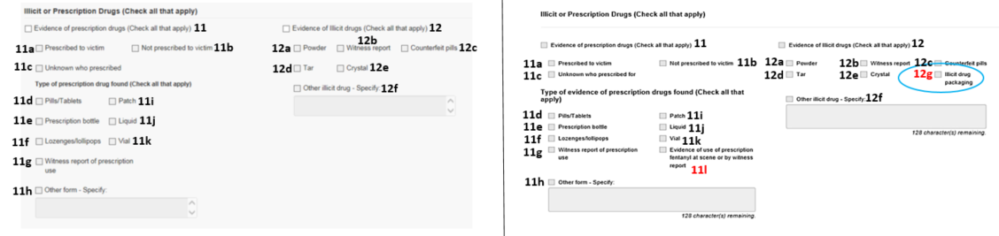 Illicit or Prescription Drugs (Check all that apply)
Evidence of prescription drugs (Check all that apply) 11
Evidence of Illicit drugs (Check all that apply) 12
11a Prescribed to victim
Not prescribed to victim 11b
12a Powder
12b
Witness report
Counterfeit pills 12c
11c Unknown who prescribed
12d Tar
Crystal 12e
Type of prescription drug found (Check all that apply)
Other illicit drug - Specify: 12f
11d Pills/Tablets
Patch 11i
11e Prescription bottle
Liquid 11j
11f Lozenges/lollipops
Vial 11k
11g Witness report of prescription
use
11h Other form - Specify:
Illicit or Prescription Drugs (Check all that apply)
Evidence of prescription drugs (Check all that apply) 11
Evidence of Illicit drugs (Check all that apply) 12
11a Prescribed to victim
Not prescribed to victim 11b
12a Powder
12b Witness report
12c Counterfeit pills
11c Unknown who prescribed for
12d Tar
12e Crystal
12g Illicit drug
packaging
Type of evidence of prescription drugs found (Check all that
apply)
Other illicit drug - Specify: 12f
128 character(s) remaining.
11d Pills/Tablets
Patch 11i
11e Prescription bottle
Liquid 11j
11f Lozenges/lollipops
Vial 11k
11g Witness report of prescription
use
Evidence of use of prescription
fentanyl at scene or by witness
report 11l
11h Other form - Specify:
128 character(s) remaining.